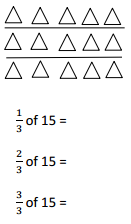 1/3 of 15 =
2/3 of 15 =
3/3 of 15 =